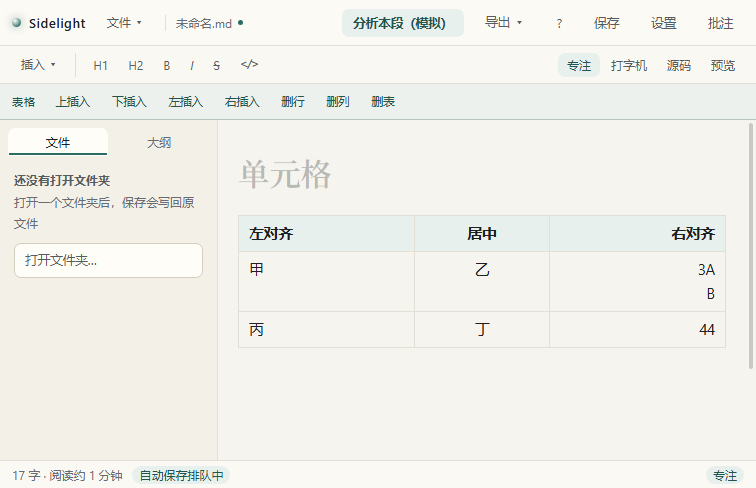 Sidelight 文件 未命名.md 分析本段（模拟） 导出 ? 保存 设置 批注
插入 H1 H2 B I S </> 专注 打字机 源码 预览
表格 上插入 下插入 左插入 右插入 删行 删列 删表
文件 大纲
还没有打开文件夹
打开一个文件夹后，保存会写回原
文件
打开文件夹...
单元格
左对齐 居中 右对齐
甲 乙 3A
B
丙 丁 44
17 字 · 阅读约 1 分钟 自动保存排队中 专注